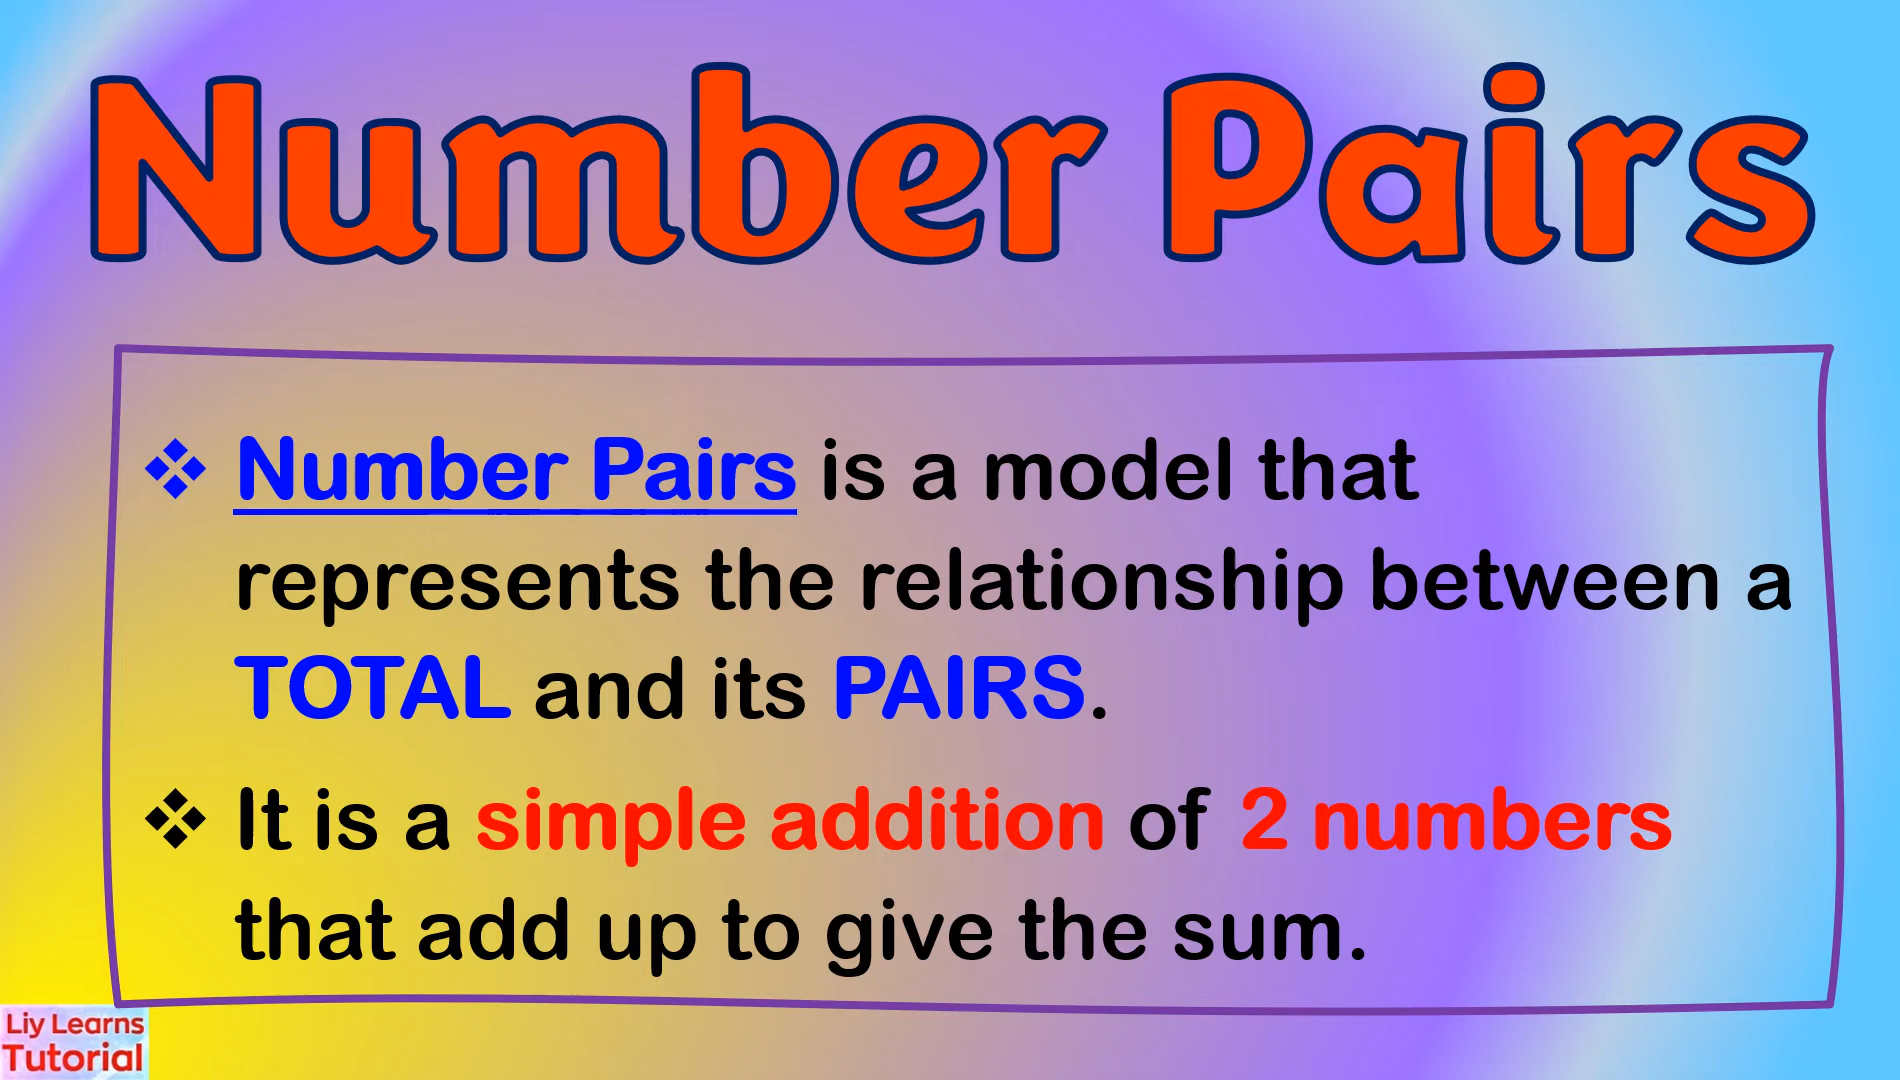 Number Pairs
❖ Number Pairs is a model that
represents the relationship between a
TOTAL and its PAIRS.
❖ It is a simple addition of 2 numbers
that add up to give the sum.
Liy Learns
Tutorial